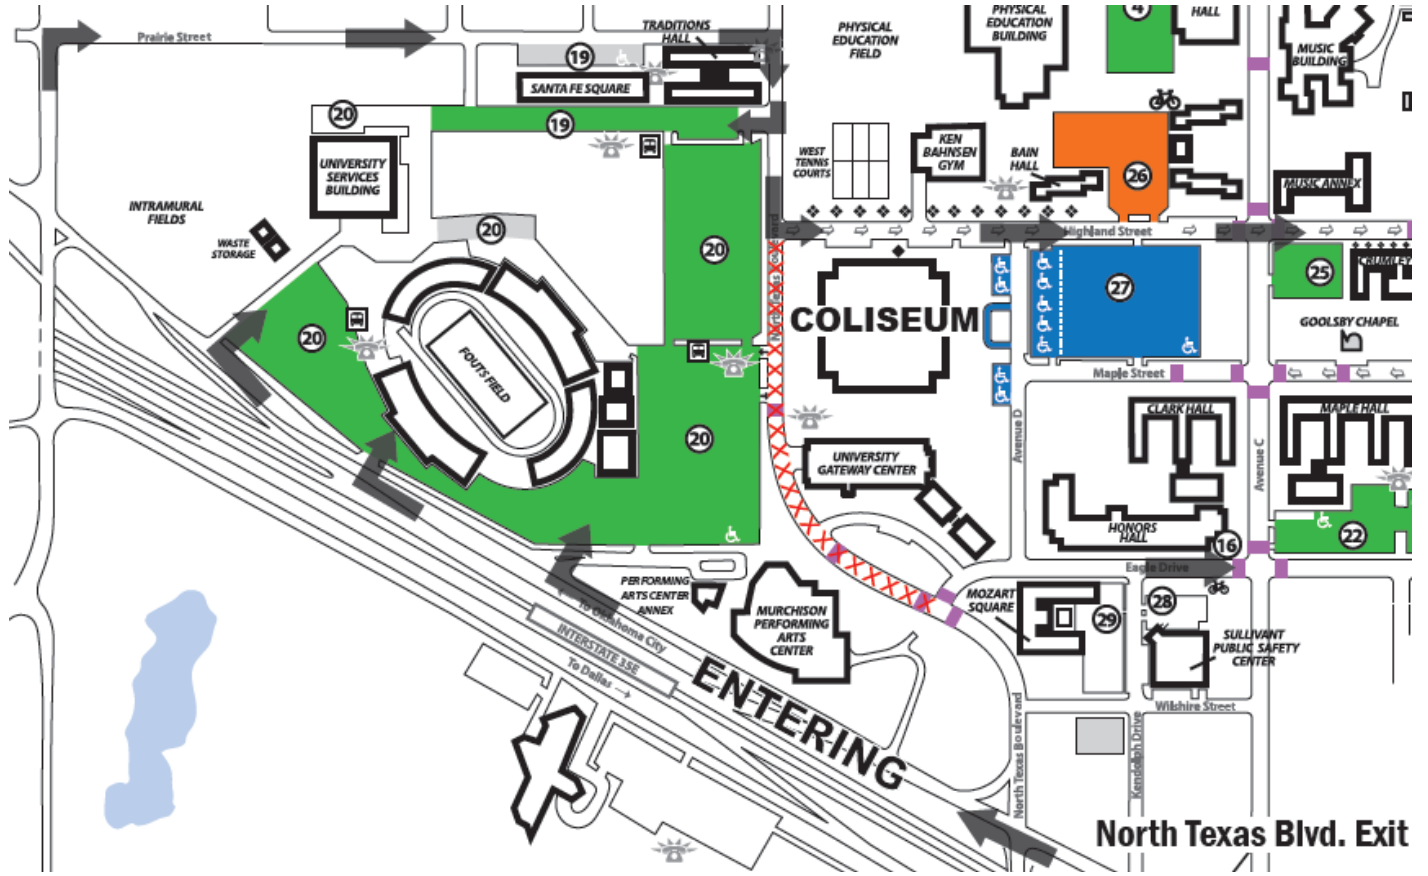 Prairie Street
TRADITIONS
HALL
19
SANTA FE SQUARE
PHYSICAL
EDUCATION
FIELD
PHYSICAL
EDUCATION
BUILDING
4
HALL
MUSIC
BUILDING
20
19
UNIVERSITY
SERVICES
BUILDING
INTRAMURAL
FIELDS
WASTE
STORAGE
20
20
WEST
TENNIS
COURTS
KEN
BAHNSEN
GYM
BAIN
HALL
26
MUSIC ANNEX
Highland Street
20
FOUTS FIELD
20
COLISEUM
27
25
CRUMLEY
GOOLSBY CHAPEL
Maple Street
Avenue D
Avenue C
CLARK HALL
MAPLE HALL
UNIVERSITY
GATEWAY CENTER
HONORS
HALL
16
22
Eagle Drive
PERFORMING
ARTS CENTER
ANNEX
MURCHISON
PERFORMING
ARTS
CENTER
MOZART
SQUARE
29
28
SULLIVANT
PUBLIC SAFETY
CENTER
To Oklahoma City
INTERSTATE 35E
To Dallas
ENTERING
Wilshire Street
North Texas Boulevard
Kendolph Drive
North Texas Blvd. Exit